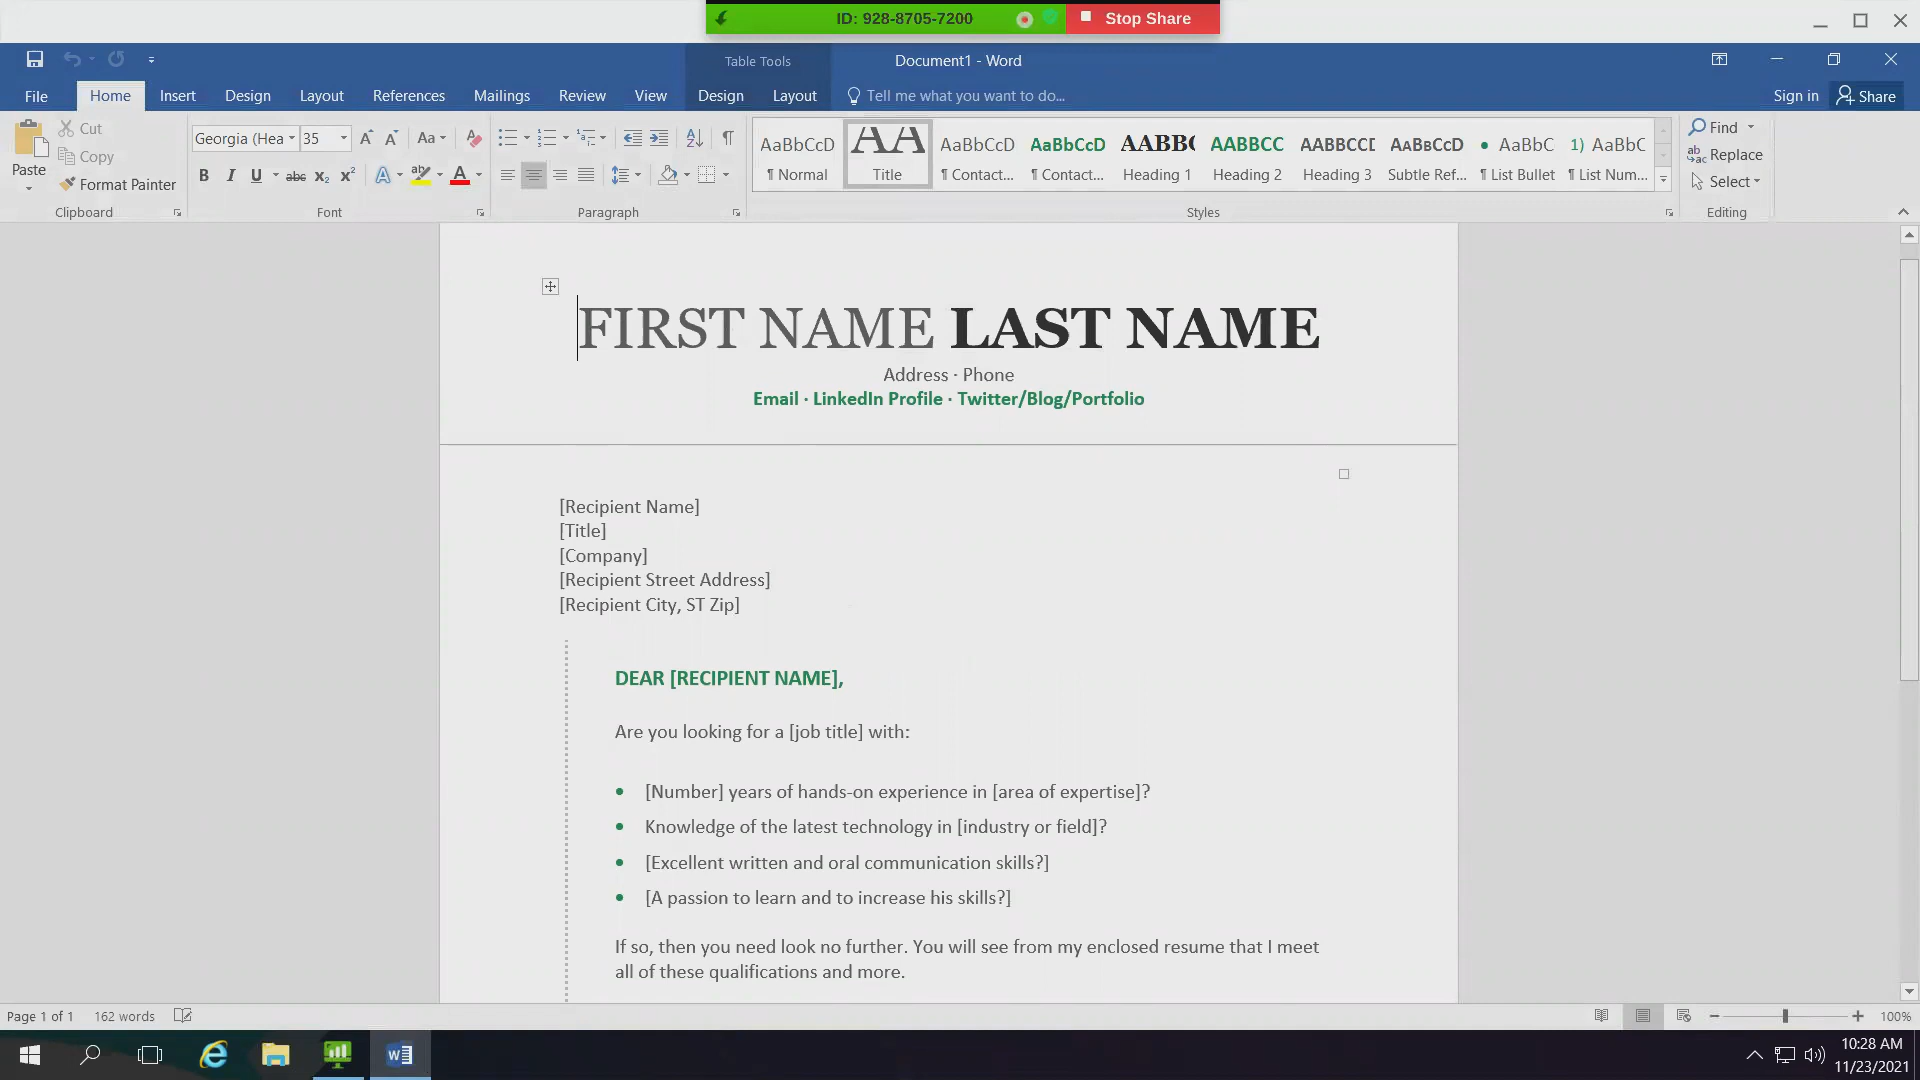 ID: 928-8705-7200
Stop Share
Table Tools
Document1 - Word
File
Home
Insert
Design
Layout
References
Mailings
Review
View
Design
Layout
Tell me what you want to do...
Sign in
Share
Paste
Cut
Copy
Format Painter
Clipboard
Georgia (Hea
35
Aa
B I U abc X₂ X²
A
ab
A
Font
Paragraph
AaBbCcD
¶ Normal
AA
Title
AaBbCcD
¶ Contact...
AaBbCcD
¶ Contact...
AABBC
Heading 1
AABBCC
Heading 2
AABBCCD
Heading 3
AABBCCD
Subtle Ref...
• AaBbC
¶ List Bullet
1) AaBbC
¶ List Num...
Styles
Find
Replace
Select
Editing
FIRST NAME LAST NAME
Address · Phone
Email · LinkedIn Profile · Twitter/Blog/Portfolio
[Recipient Name]
[Title]
[Company]
[Recipient Street Address]
[Recipient City, ST Zip]
DEAR [RECIPIENT NAME],
Are you looking for a [job title] with:
• [Number] years of hands-on experience in [area of expertise]?
• Knowledge of the latest technology in [industry or field]?
• [Excellent written and oral communication skills?]
• [A passion to learn and to increase his skills?]
If so, then you need look no further. You will see from my enclosed resume that I meet
all of these qualifications and more.
Page 1 of 1
162 words
100%
10:28 AM
11/23/2021